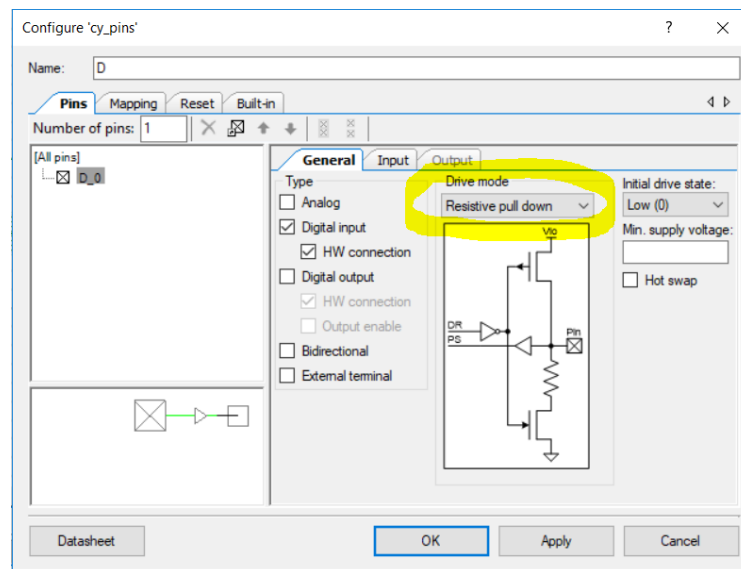 Configure 'cy_pins'
? X
Name: D
Pins Mapping Reset Built-in
Number of pins: 1
[All pins]
D_0
General Input Output
Type
Analog
Digital input
HW connection
Digital output
HW connection
Output enable
Bidirectional
External terminal
Drive mode
Resistive pull down
Vio
DR
PS
Pin
Initial drive state:
Low (0)
Min. supply voltage:
Hot swap
Datasheet OK Apply Cancel